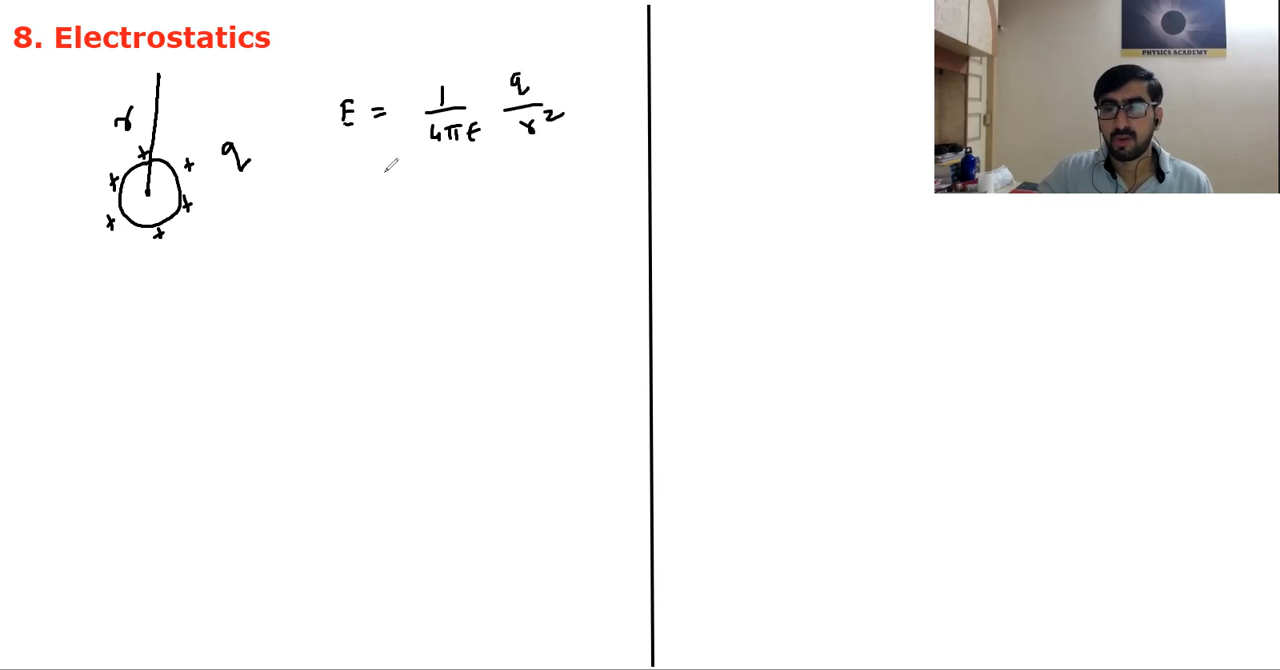 8. Electrostatics
r
q
+ + + + + +
E = 1/4πε q/r²
PHYSICS ACADEMY